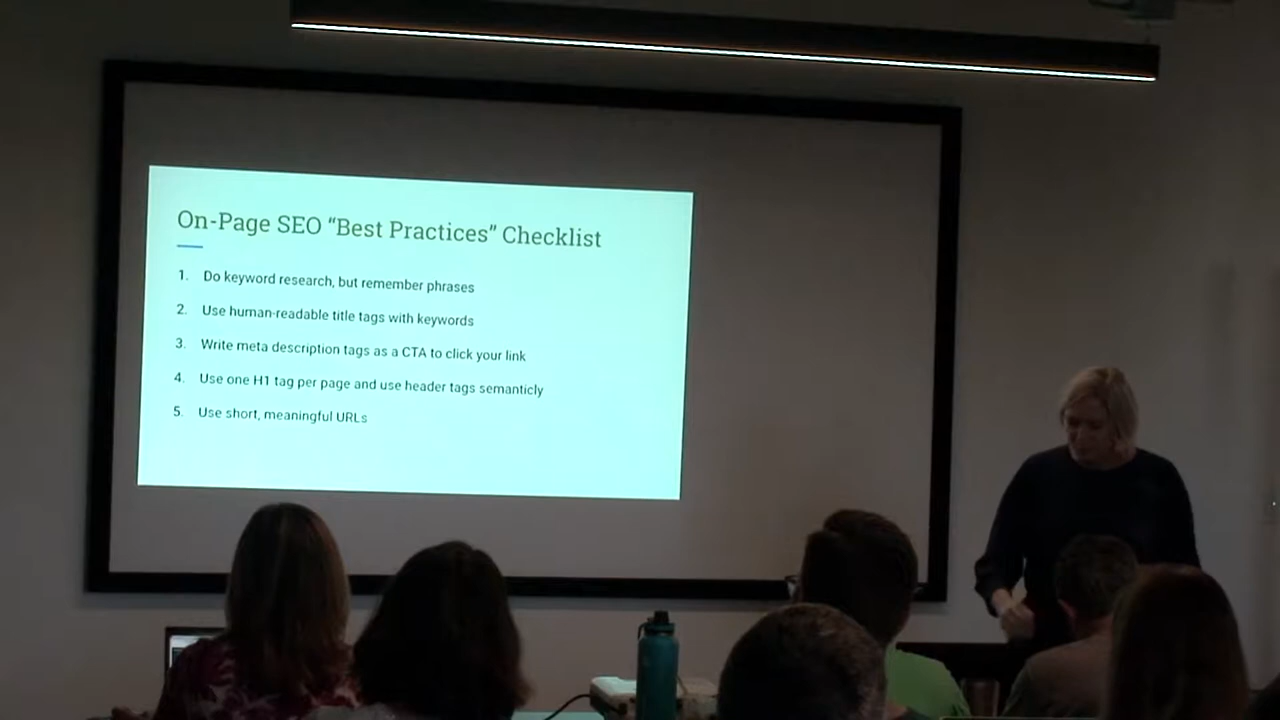 On-Page SEO “Best Practices” Checklist
1. Do keyword research, but remember phrases
2. Use human-readable title tags with keywords
3. Write meta description tags as a CTA to click your link
4. Use one H1 tag per page and use header tags semanticly
5. Use short, meaningful URLs